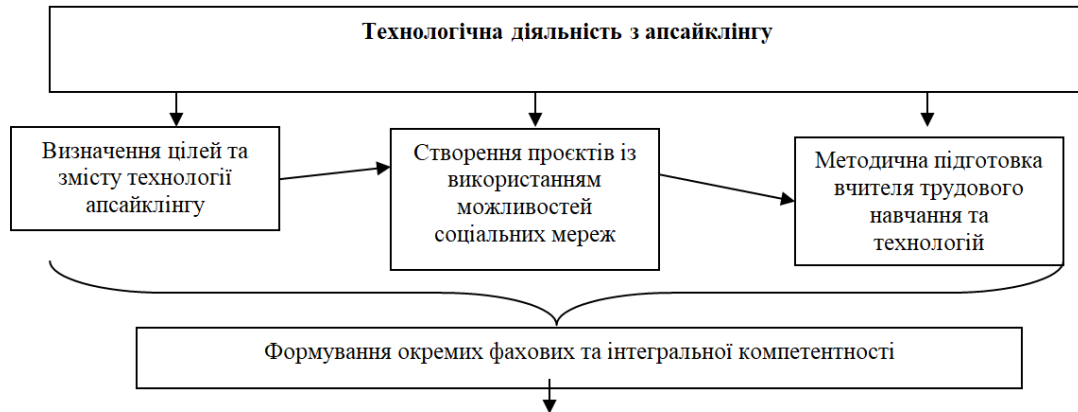 Технологічна діяльність з апсайклінгу
Визначення цілей та
змісту технології
апсайклінгу
Створення проєктів із
використанням
можливостей
соціальних мереж
Методична підготовка
вчителя трудового
навчання та
технологій
Формування окремих фахових та інтегральної компетентності